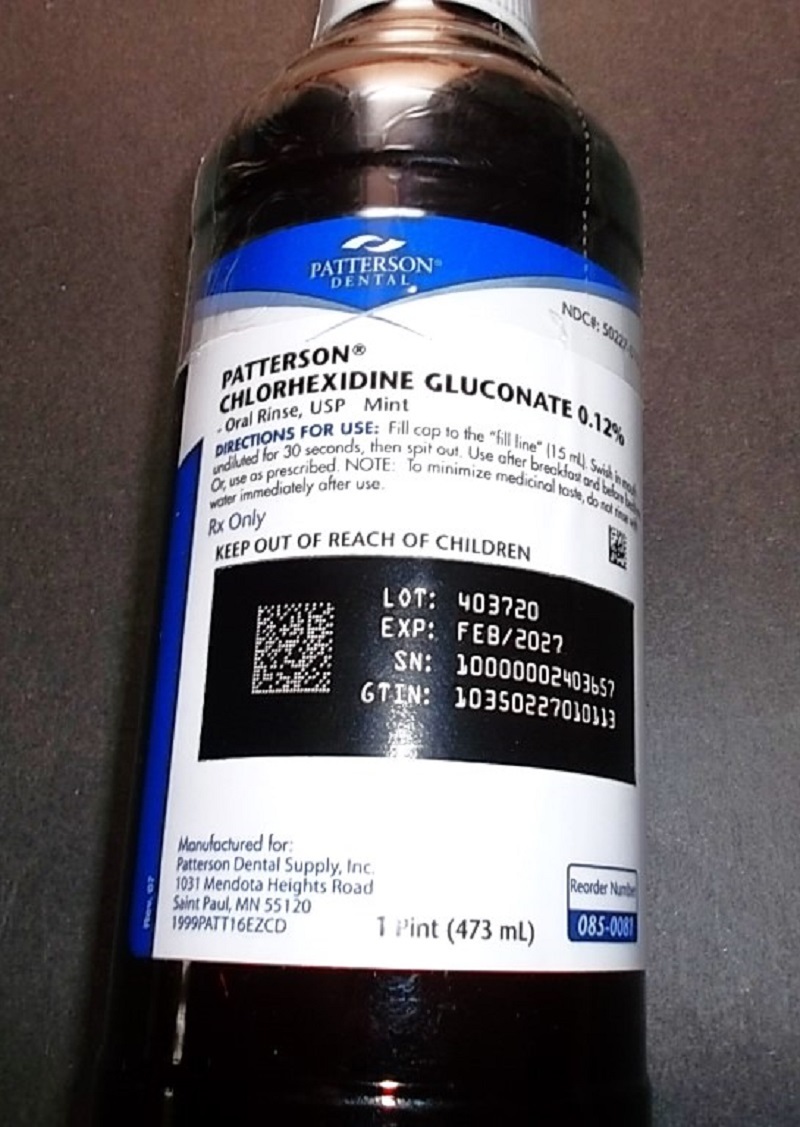 PATTERSON®
DENTAL
NDC#: 50227
PATTERSON®
CHLORHEXIDINE GLUCONATE 0.12%
- Oral Rinse, USP Mint
DIRECTIONS FOR USE: Fill cap to the "fill line" (15 mL). Swish in mouth
undiluted for 30 seconds, then spit out. Use after breakfast and before
Or, use as prescribed. NOTE: To minimize medicinal taste, do not rinse with
water immediately after use.
Rx Only
KEEP OUT OF REACH OF CHILDREN
LOT: 403720
EXP: FEB/2027
SN: 10000002403657
GTIN: 10350227010113
Manufactured for:
Patterson Dental Supply, Inc.
1031 Mendota Heights Road
Saint Paul, MN 55120
1999PATT16EZCD
Rev. 07
1 Pint (473 mL)
Reorder Number
085-0081